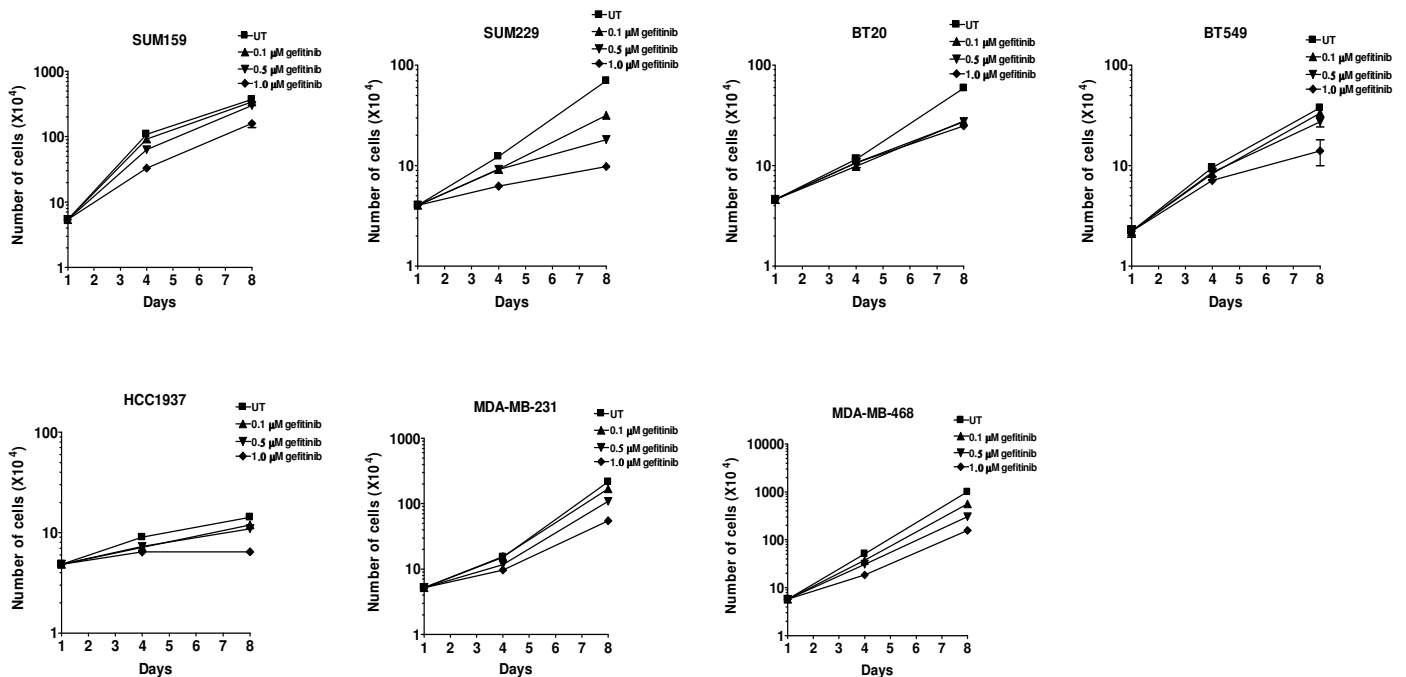 SUM159
UT
0.1 µM gefitinib
0.5 µM gefitinib
1.0 µM gefitinib
Number of cells (X10⁴)
1000
100
10
1
1 2 3 4 5 6 7 8
Days
SUM229
UT
0.1 µM gefitinib
0.5 µM gefitinib
1.0 µM gefitinib
Number of cells (X10⁴)
100
10
1
1 2 3 4 5 6 7 8
Days
BT20
UT
0.1 µM gefitinib
0.5 µM gefitinib
1.0 µM gefitinib
Number of cells (X10⁴)
100
10
1
1 2 3 4 5 6 7 8
Days
BT549
UT
0.1 µM gefitinib
0.5 µM gefitinib
1.0 µM gefitinib
Number of cells (X10⁴)
100
10
1
1 2 3 4 5 6 7 8
Days
HCC1937
UT
0.1 µM gefitinib
0.5 µM gefitinib
1.0 µM gefitinib
Number of cells (X10⁴)
100
10
1
1 2 3 4 5 6 7 8
Days
MDA-MB-231
UT
0.1 µM gefitinib
0.5 µM gefitinib
1.0 µM gefitinib
Number of cells (X10⁴)
1000
100
10
1
1 2 3 4 5 6 7 8
Days
MDA-MB-468
UT
0.1 µM gefitinib
0.5 µM gefitinib
1.0 µM gefitinib
Number of cells (X10⁴)
10000
1000
100
10
1
1 2 3 4 5 6 7 8
Days